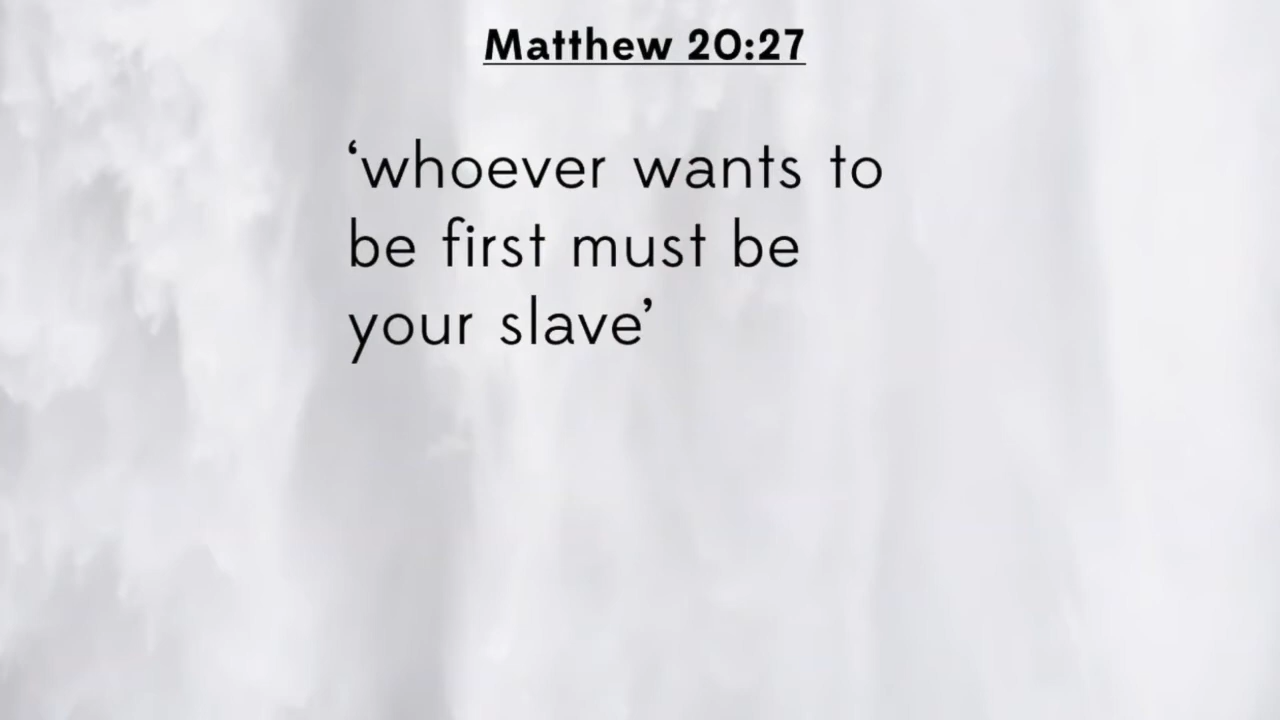 Matthew 20:27
‘whoever wants to
be first must be
your slave’